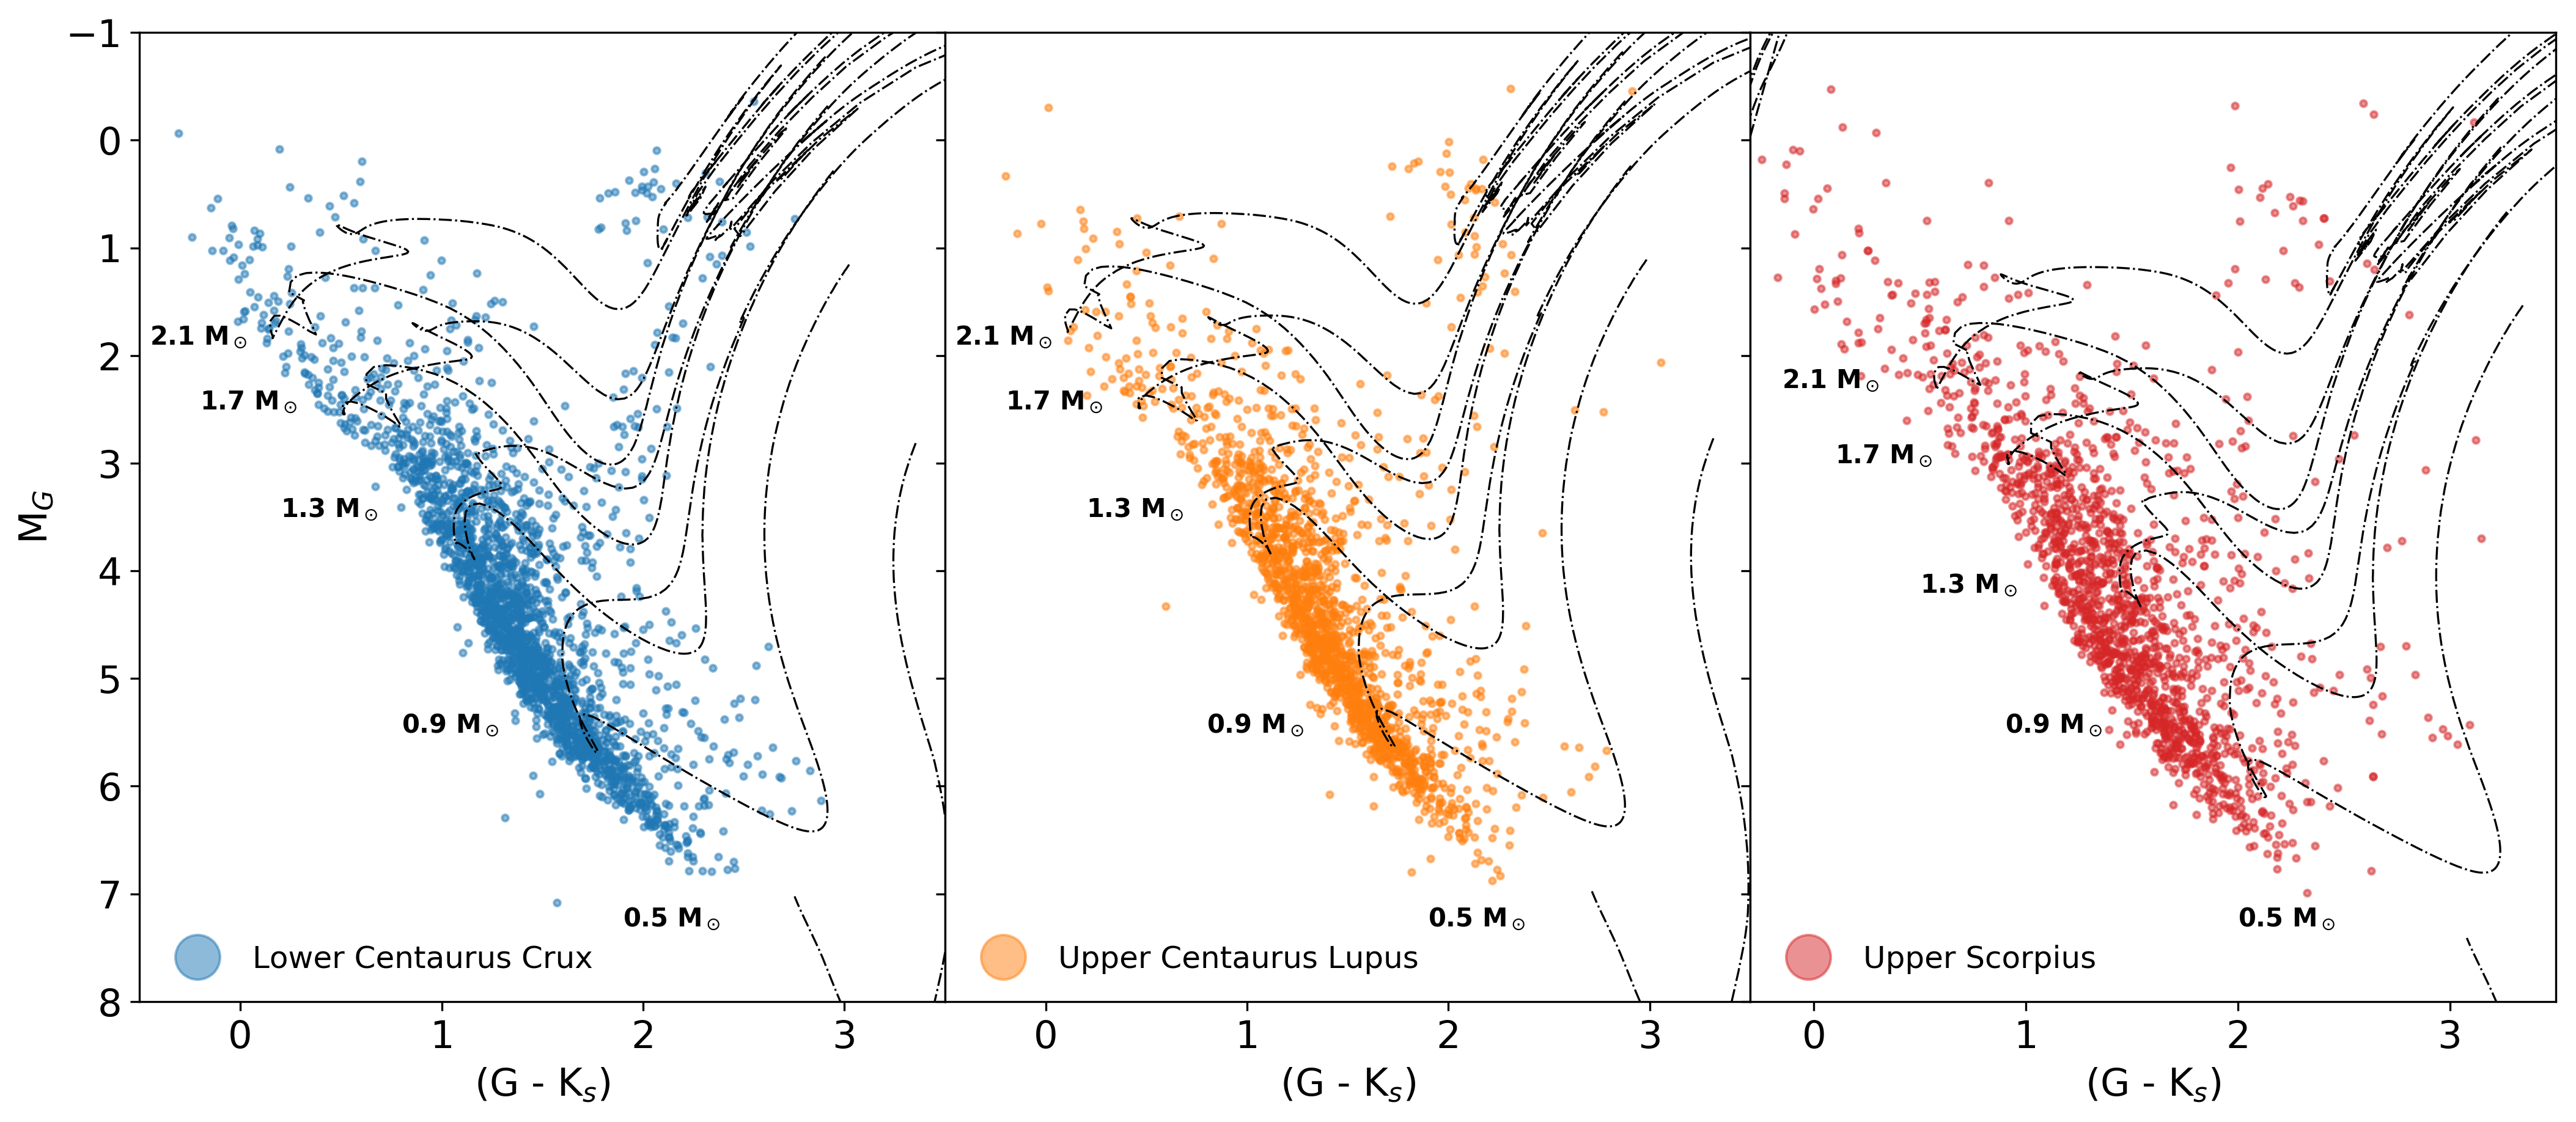 −1
0
1
2
3
4
5
6
7
8
M_G
2.1 M⊙
1.7 M⊙
1.3 M⊙
0.9 M⊙
0.5 M⊙
Lower Centaurus Crux
0 1 2 3
(G - K_s)
2.1 M⊙
1.7 M⊙
1.3 M⊙
0.9 M⊙
0.5 M⊙
Upper Centaurus Lupus
0 1 2 3
(G - K_s)
2.1 M⊙
1.7 M⊙
1.3 M⊙
0.9 M⊙
0.5 M⊙
Upper Scorpius
0 1 2 3
(G - K_s)